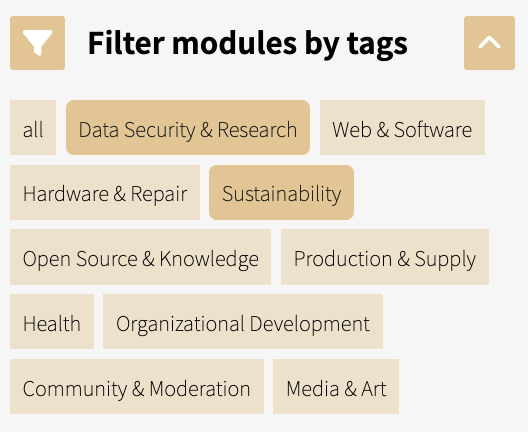 Filter modules by tags
all Data Security & Research Web & Software
Hardware & Repair Sustainability
Open Source & Knowledge Production & Supply
Health Organizational Development
Community & Moderation Media & Art